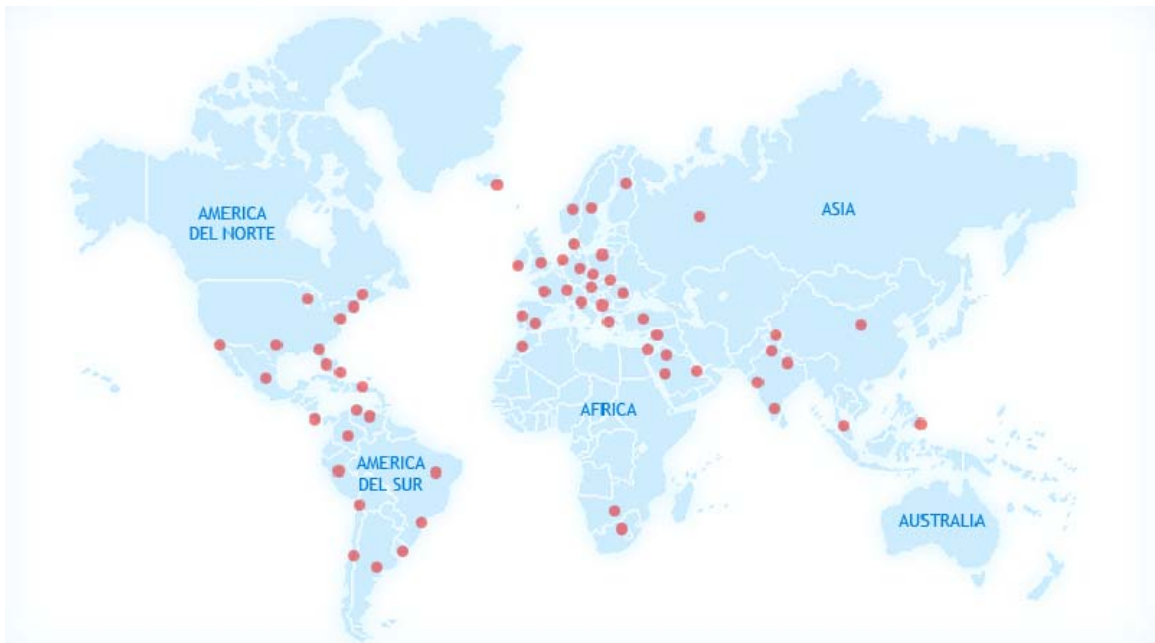 AMERICA
DEL NORTE
ASIA
AFRICA
AMERICA
DEL SUR
AUSTRALIA